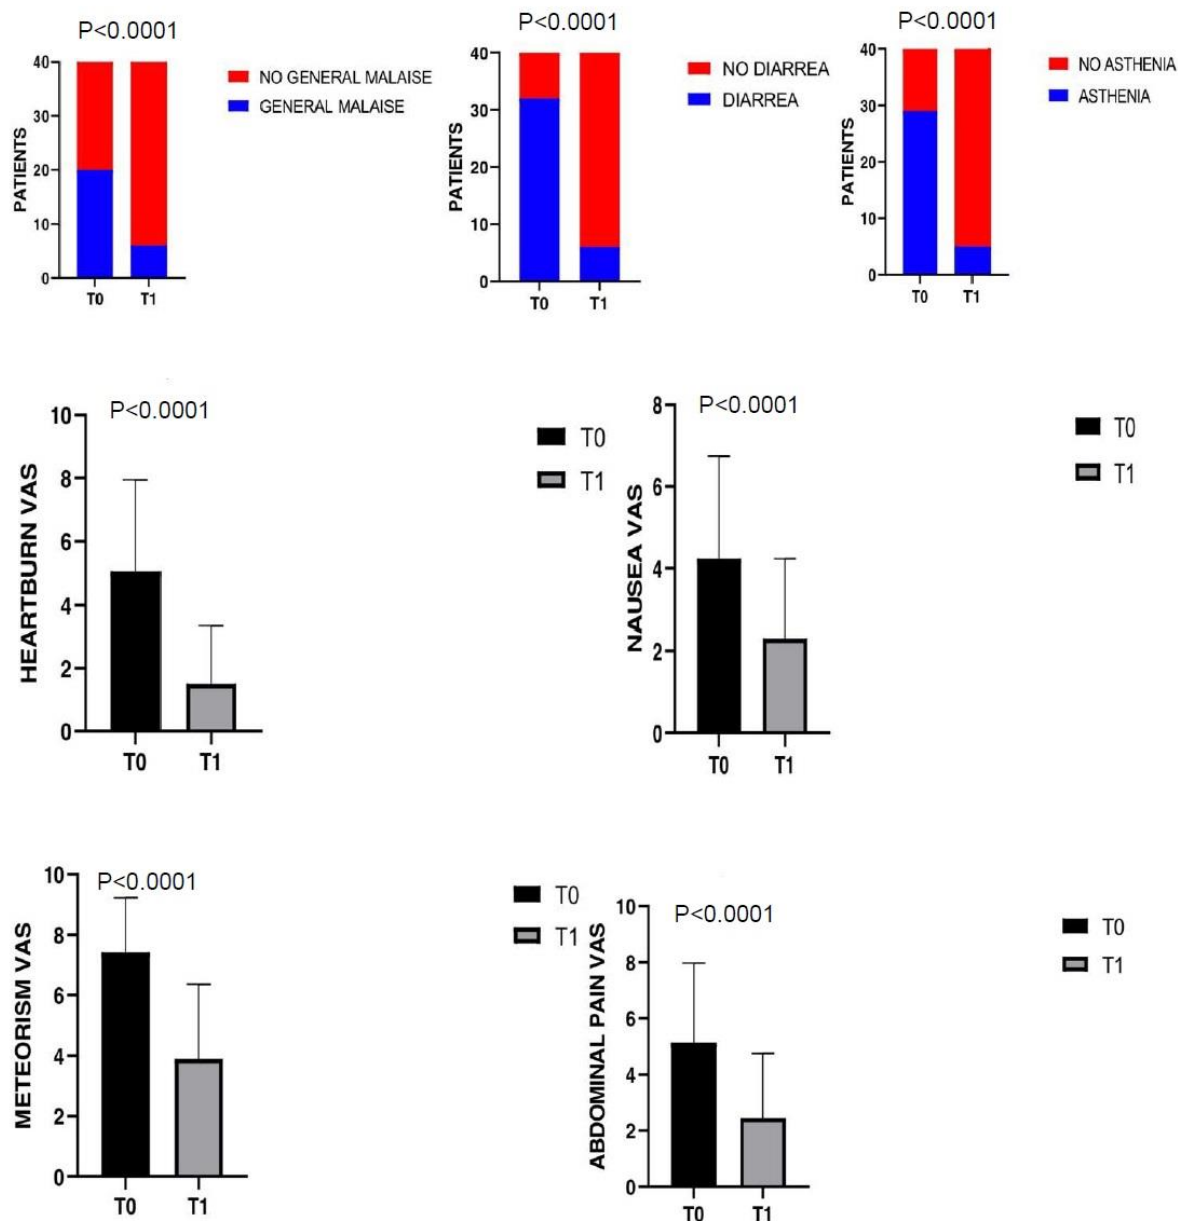 P<0.0001
40
30
20
10
0
PATIENTS
T0
T1
NO GENERAL MALAISE
GENERAL MALAISE
P<0.0001
40
30
20
10
0
PATIENTS
T0
T1
NO DIARREA
DIARREA
P<0.0001
40
30
20
10
0
PATIENTS
T0
T1
NO ASTHENIA
ASTHENIA
P<0.0001
10
8
6
4
2
0
HEARTBURN VAS
T0
T1
T0
T1
P<0.0001
8
6
4
2
0
NAUSEA VAS
T0
T1
T0
T1
P<0.0001
10
8
6
4
2
0
METEORISM VAS
T0
T1
T0
T1
P<0.0001
10
8
6
4
2
0
ABDOMINAL PAIN VAS
T0
T1
T0
T1